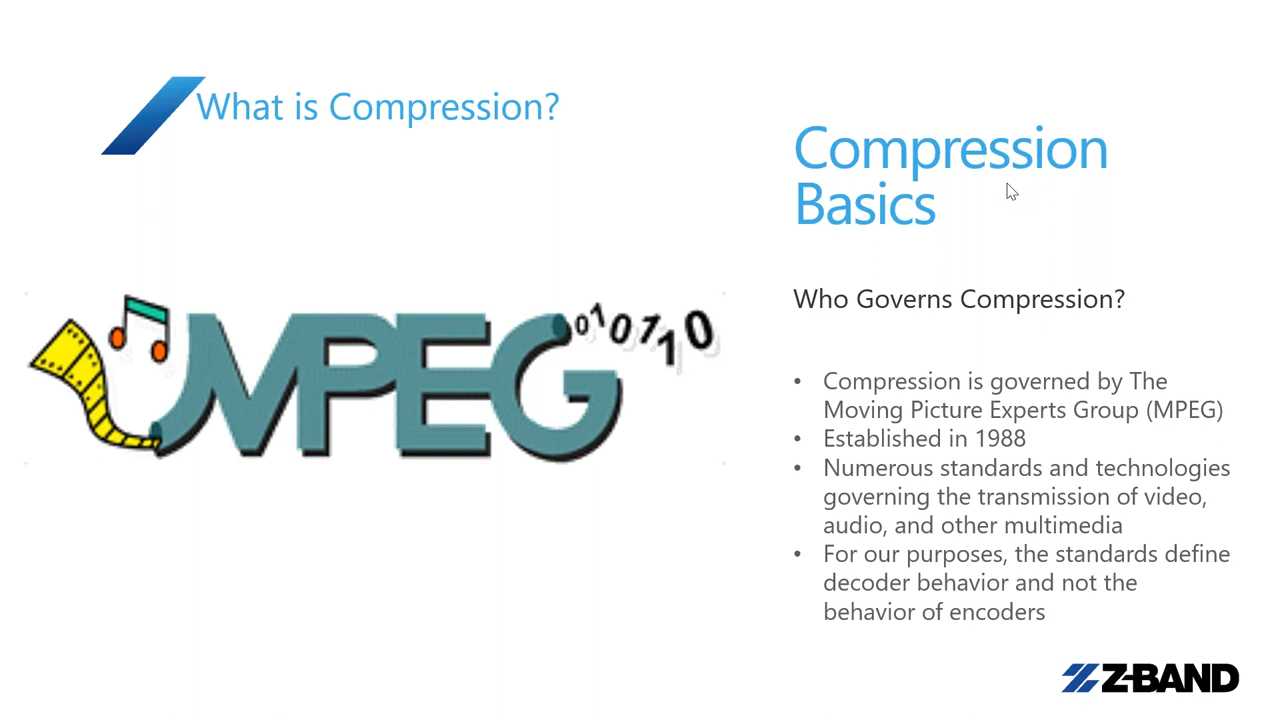 What is Compression?
MPEG
010110
Compression
Basics
Who Governs Compression?
• Compression is governed by The
Moving Picture Experts Group (MPEG)
• Established in 1988
• Numerous standards and technologies
governing the transmission of video,
audio, and other multimedia
• For our purposes, the standards define
decoder behavior and not the
behavior of encoders
Z-BAND